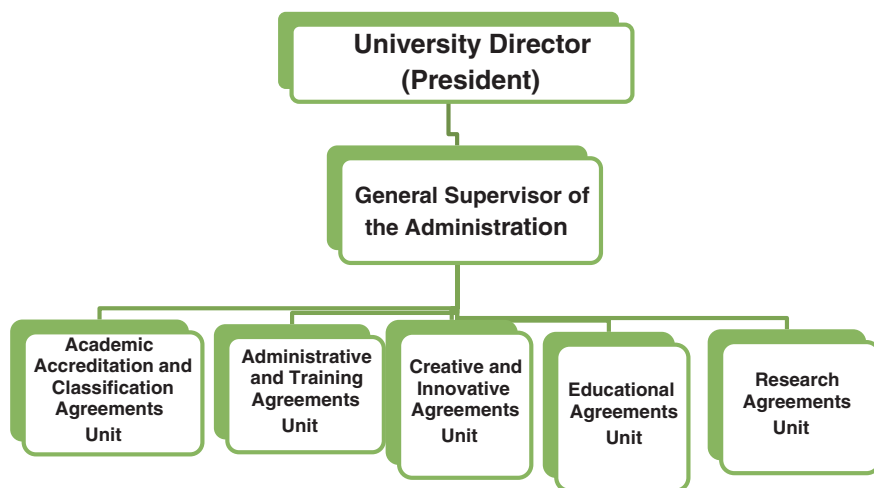 University Director
(President)
General Supervisor of
the Administration
Academic
Accreditation and
Classification
Agreements
Unit
Administrative
and Training
Agreements
Unit
Creative and
Innovative
Agreements
Unit
Educational
Agreements
Unit
Research
Agreements
Unit